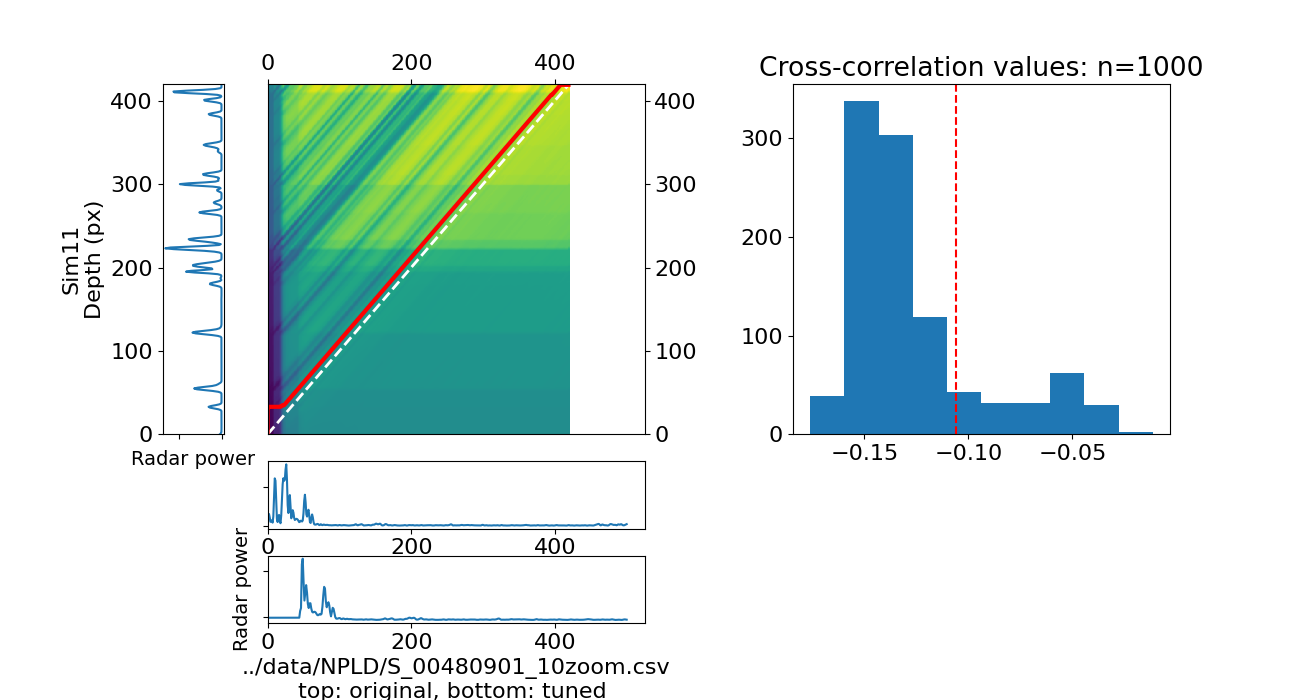 0 200 400
Cross-correlation values: n=1000
400
300
200
100
0
Sim11
Depth (px)
Radar power
400
300
200
100
0
300
200
100
0
−0.15 −0.10 −0.05
0 200 400
Radar power
0 200 400
../data/NPLD/S_00480901_10zoom.csv
top: original, bottom: tuned